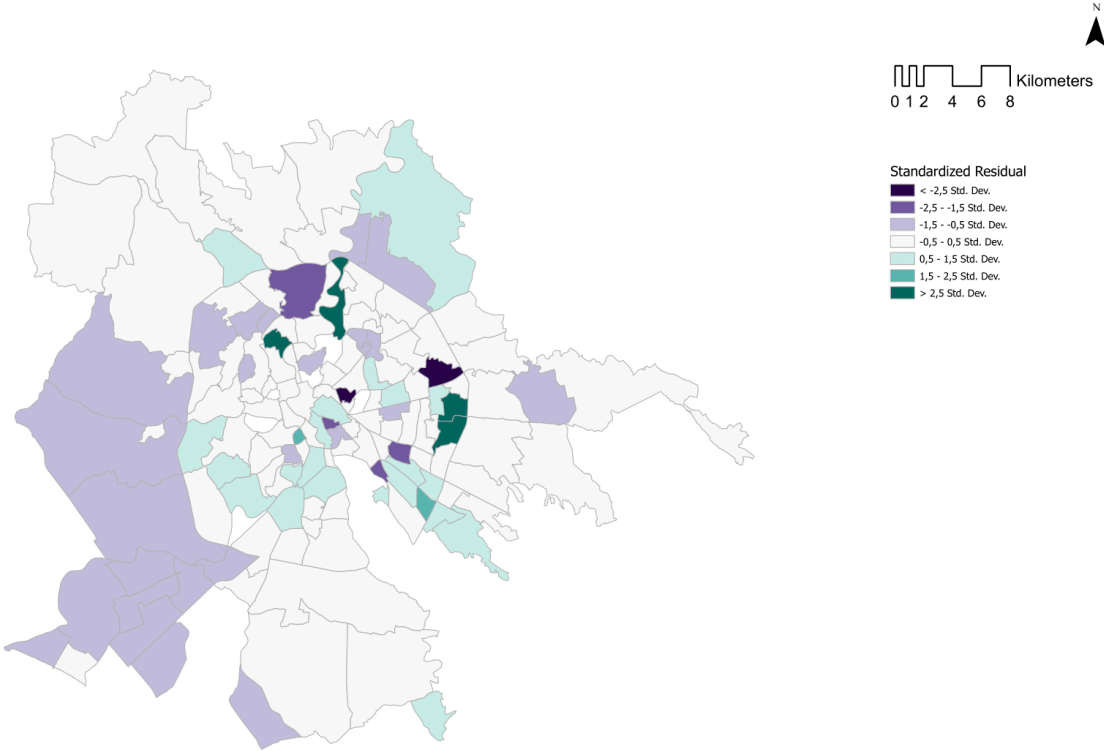 N
Kilometers
0 1 2 4 6 8
Standardized Residual
< -2,5 Std. Dev.
-2,5 - -1,5 Std. Dev.
-1,5 - -0,5 Std. Dev.
-0,5 - 0,5 Std. Dev.
0,5 - 1,5 Std. Dev.
1,5 - 2,5 Std. Dev.
> 2,5 Std. Dev.